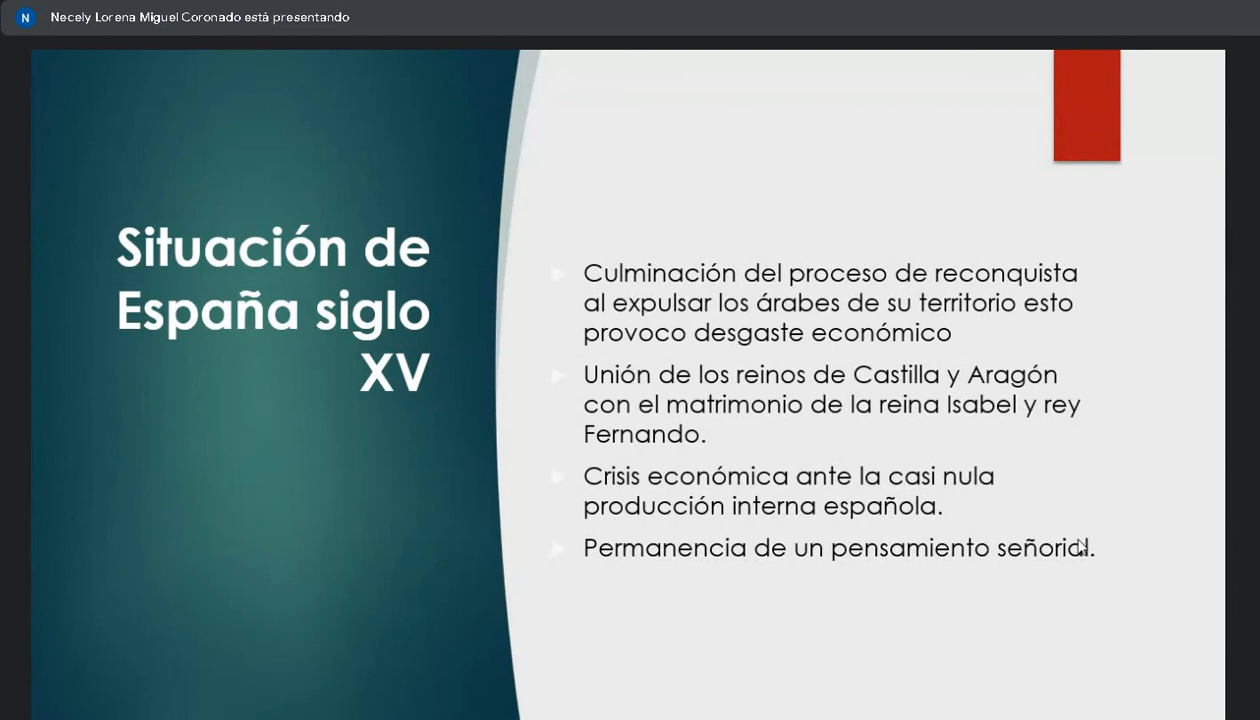 N
Necely Lorena Miguel Coronado está presentando
Situación de
España siglo
XV
Culminación del proceso de reconquista
al expulsar los árabes de su territorio esto
provoco desgaste económico
Unión de los reinos de Castilla y Aragón
con el matrimonio de la reina Isabel y rey
Fernando.
Crisis económica ante la casi nula
producción interna española.
Permanencia de un pensamiento señorial.